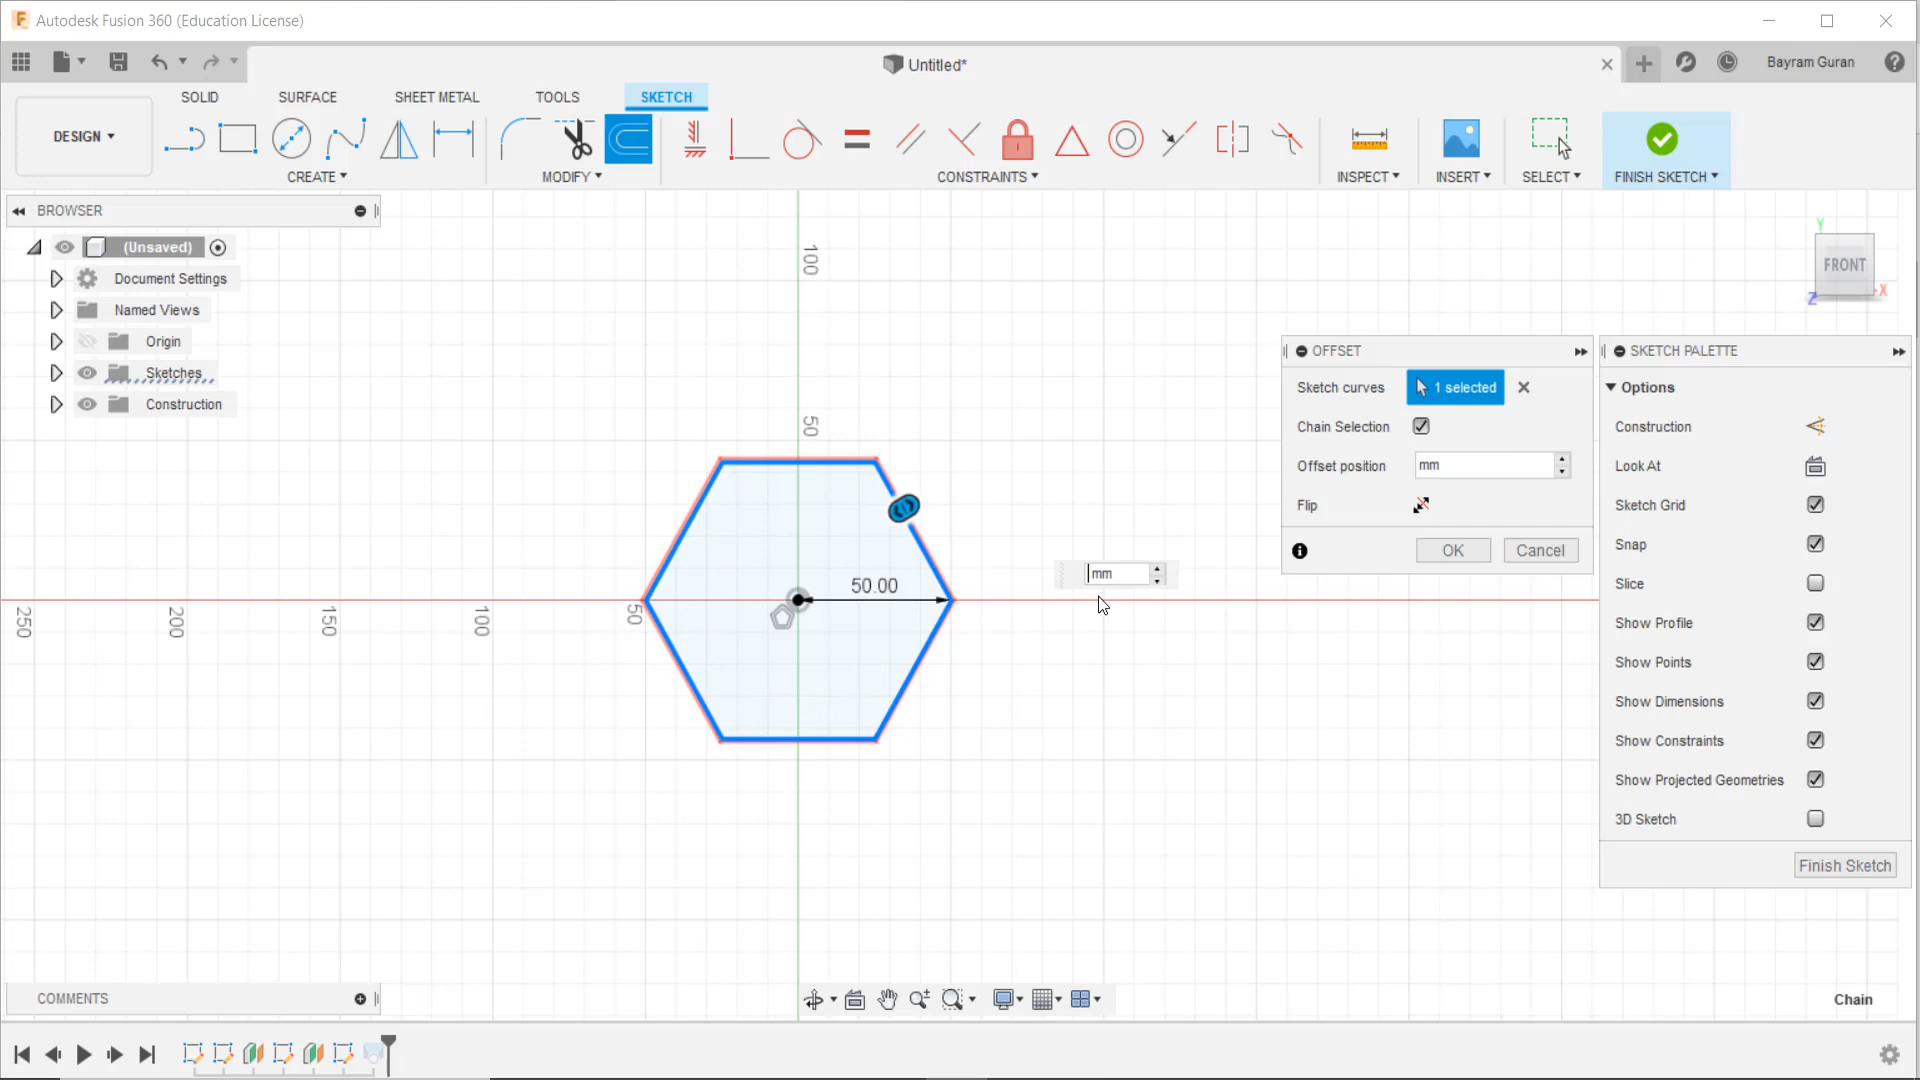 Autodesk Fusion 360 (Education License)
Untitled*
Bayram Guran
SOLID
SURFACE
SHEET METAL
TOOLS
SKETCH
DESIGN
CREATE
MODIFY
CONSTRAINTS
INSPECT
INSERT
SELECT
FINISH SKETCH
BROWSER
(Unsaved)
Document Settings
Named Views
Origin
Sketches
Construction
100
50
250
200
150
100
50
50.00
mm
FRONT
Y
Z
X
OFFSET
Sketch curves
1 selected
Chain Selection
Offset position
mm
Flip
OK
Cancel
SKETCH PALETTE
Options
Construction
Look At
Sketch Grid
Snap
Slice
Show Profile
Show Points
Show Dimensions
Show Constraints
Show Projected Geometries
3D Sketch
Finish Sketch
COMMENTS
Chain